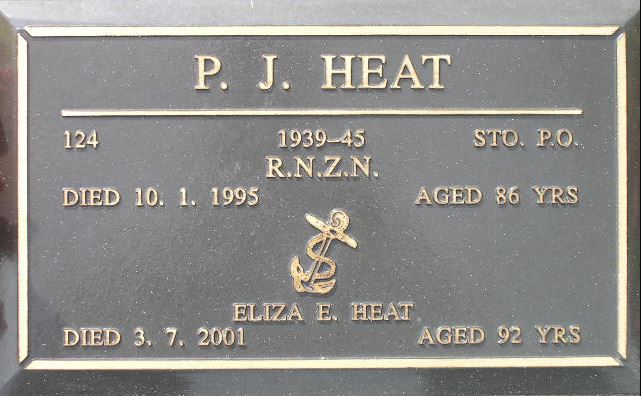 P. J. HEAT
124 1939-45 STO. P.O.
R.N.Z.N.
DIED 10. 1. 1995 AGED 86 YRS
ELIZA E. HEAT
DIED 3. 7. 2001 AGED 92 YRS